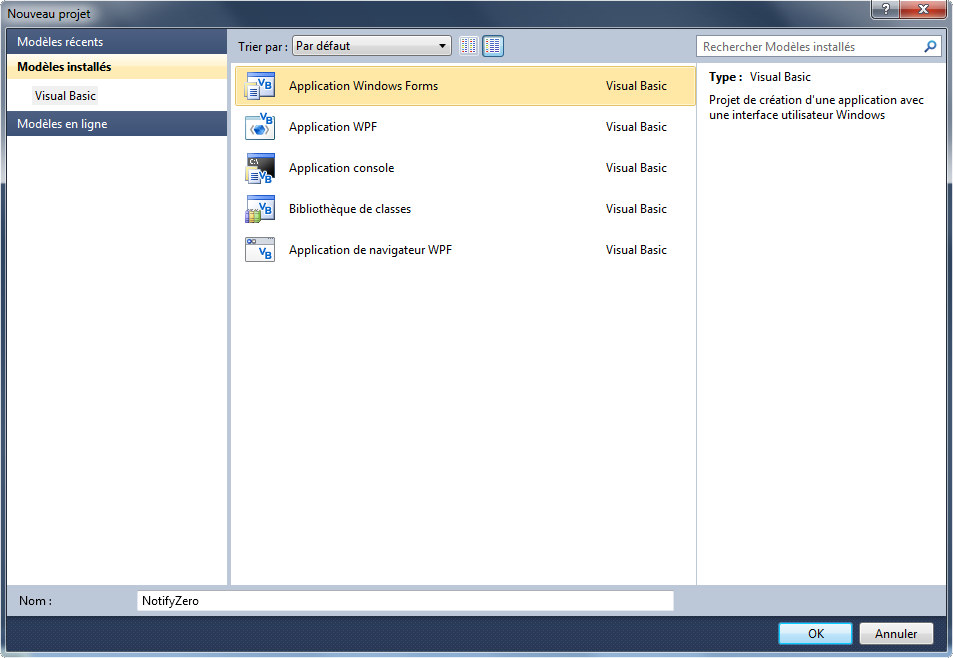 Nouveau projet
Modèles récents
Modèles installés
Visual Basic
Modèles en ligne
Trier par : Par défaut
Application Windows Forms Visual Basic
Application WPF Visual Basic
Application console Visual Basic
Bibliothèque de classes Visual Basic
Application de navigateur WPF Visual Basic
Rechercher Modèles installés
Type : Visual Basic
Projet de création d'une application avec
une interface utilisateur Windows
Nom : NotifyZero
OK Annuler